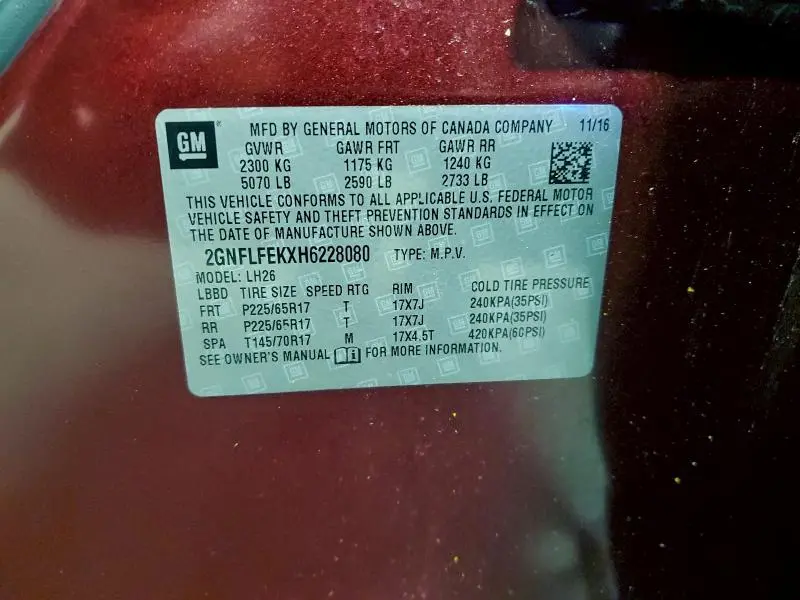 GM ® MFD BY GENERAL MOTORS OF CANADA COMPANY 11/16
GVWR GAWR FRT GAWR RR
2300 KG 1175 KG 1240 KG
5070 LB 2590 LB 2733 LB
THIS VEHICLE CONFORMS TO ALL APPLICABLE U.S. FEDERAL MOTOR
VEHICLE SAFETY AND THEFT PREVENTION STANDARDS IN EFFECT ON
THE DATE OF MANUFACTURE SHOWN ABOVE.
2GNFLFEKXH6228080 TYPE: M.P.V.
MODEL: LH26
LBBD TIRE SIZE SPEED RTG RIM COLD TIRE PRESSURE
FRT P225/65R17 T 17X7J 240KPA(35PSI)
RR P225/65R17 T 17X7J 240KPA(35PSI)
SPA T145/70R17 M 17X4.5T 420KPA(60PSI)
SEE OWNER'S MANUAL i FOR MORE INFORMATION.